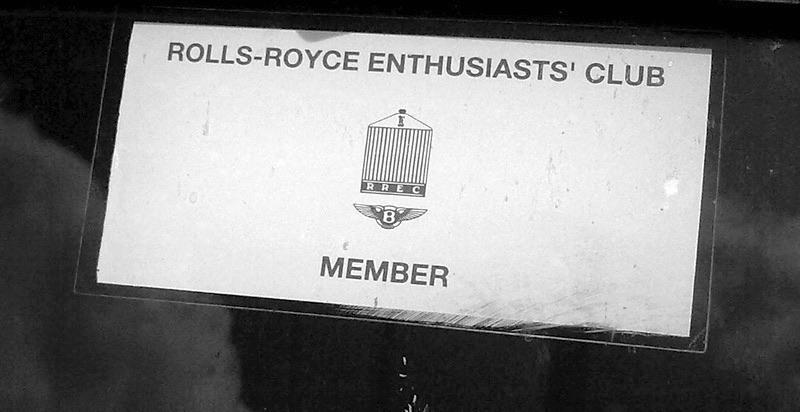 ROLLS-ROYCE ENTHUSIASTS' CLUB
RREC
B
MEMBER